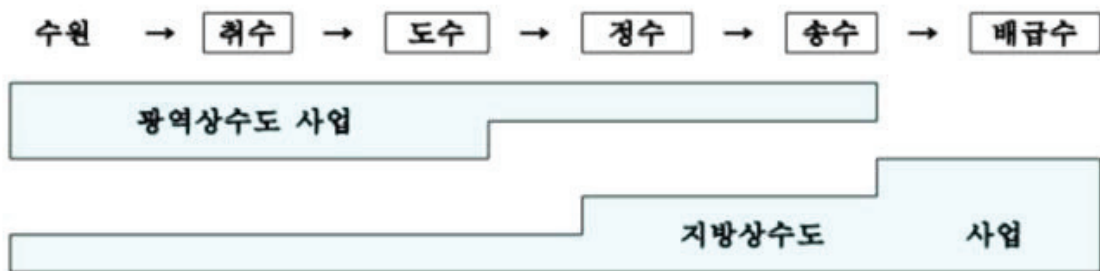 수원 → 취수 → 도수 → 정수 → 송수 → 배급수
광역상수도 사업
지방상수도 사업